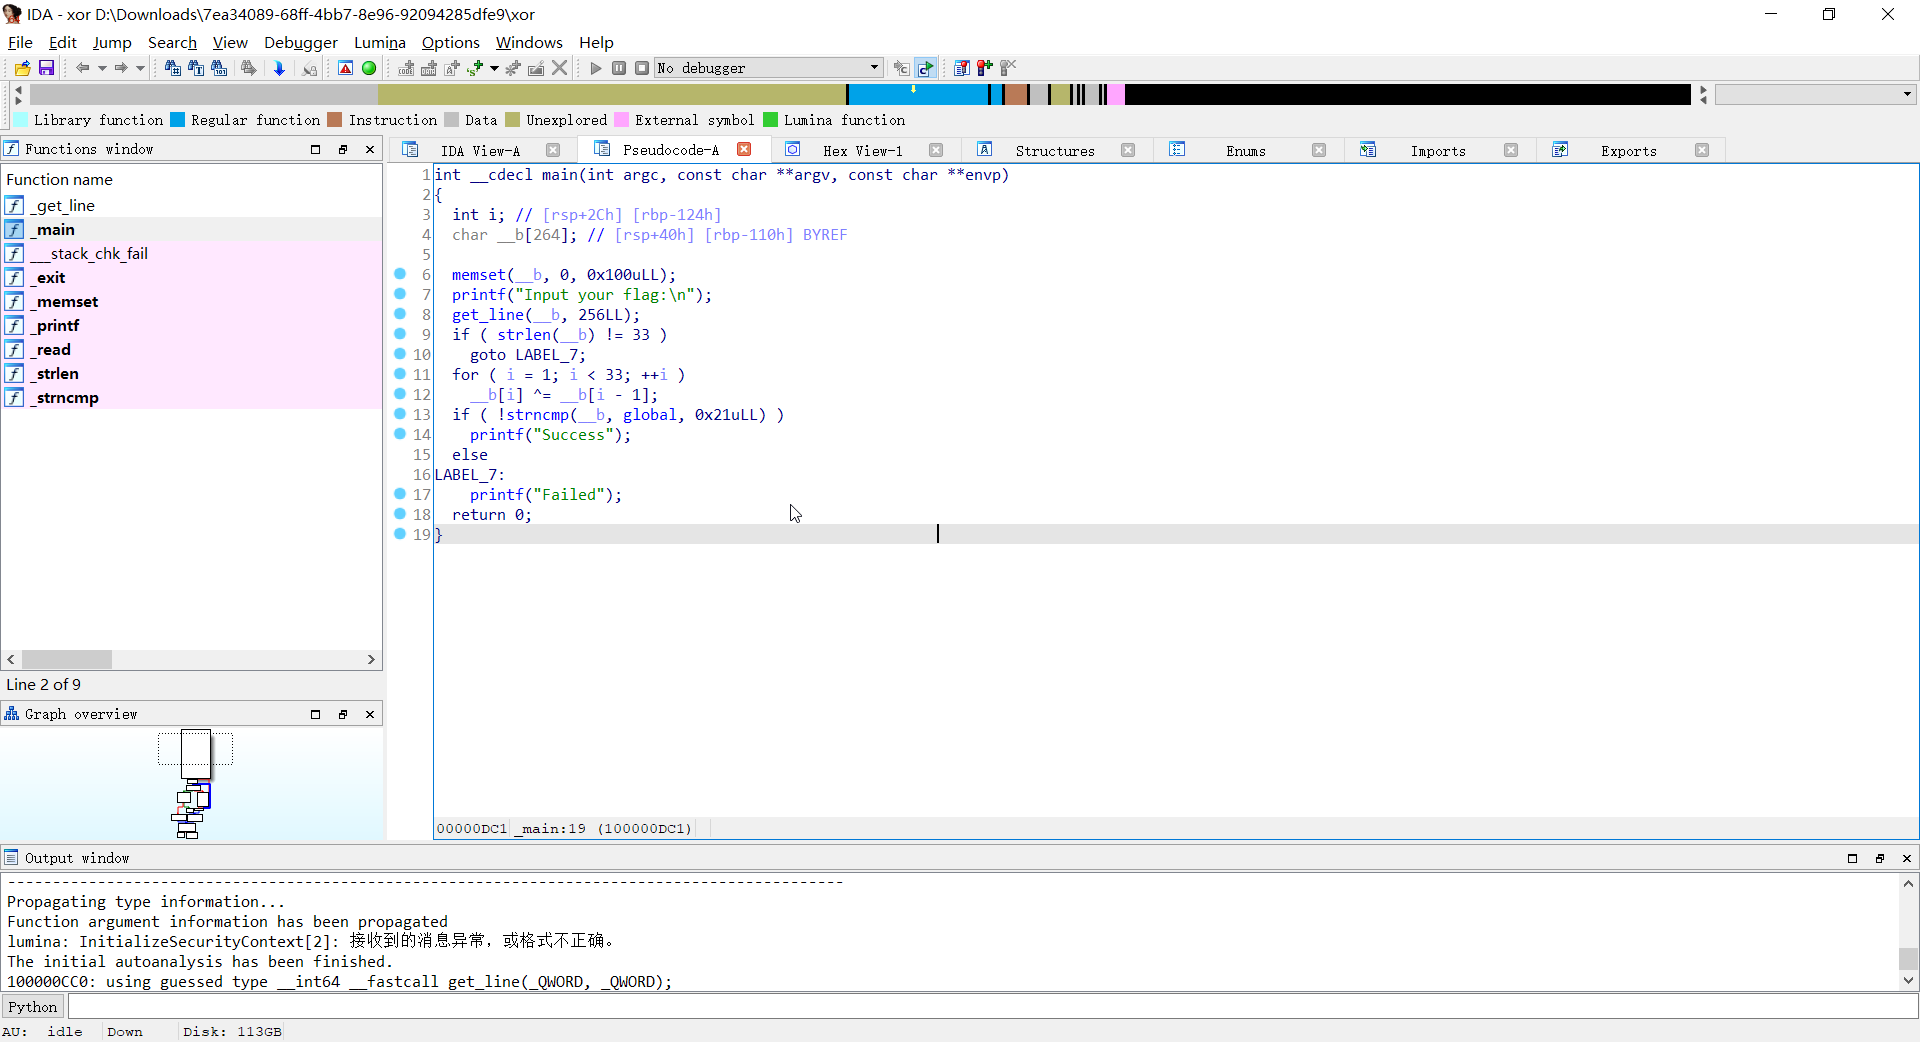 IDA - xor D:\Downloads\7ea34089-68ff-4bb7-8e96-92094285dfe9\xor
File Edit Jump Search View Debugger Lumina Options Windows Help
No debugger
Library function Regular function Instruction Data Unexplored External symbol Lumina function
Functions window
Function name
_get_line
_main
___stack_chk_fail
_exit
_memset
_printf
_read
_strlen
_strncmp
Line 2 of 9
Graph overview
IDA View-A Pseudocode-A Hex View-1 Structures Enums Imports Exports
1 int __cdecl main(int argc, const char **argv, const char **envp)
2 {
3 int i; // [rsp+2Ch] [rbp-124h]
4 char __b[264]; // [rsp+40h] [rbp-110h] BYREF
5
6 memset(__b, 0, 0x100uLL);
7 printf("Input your flag:\n");
8 get_line(__b, 256LL);
9 if ( strlen(__b) != 33 )
10 goto LABEL_7;
11 for ( i = 1; i < 33; ++i )
12 __b[i] ^= __b[i - 1];
13 if ( !strncmp(__b, global, 0x21uLL) )
14 printf("Success");
15 else
16 LABEL_7:
17 printf("Failed");
18 return 0;
19 }
00000DC1 _main:19 (100000DC1)
Output window
---------------------------------------------------------------------------------------------
Propagating type information...
Function argument information has been propagated
lumina: InitializeSecurityContext[2]: 接收到的消息异常，或格式不正确。
The initial autoanalysis has been finished.
100000CC0: using guessed type __int64 __fastcall get_line(_QWORD, _QWORD);
Python
AU: idle Down Disk: 113GB